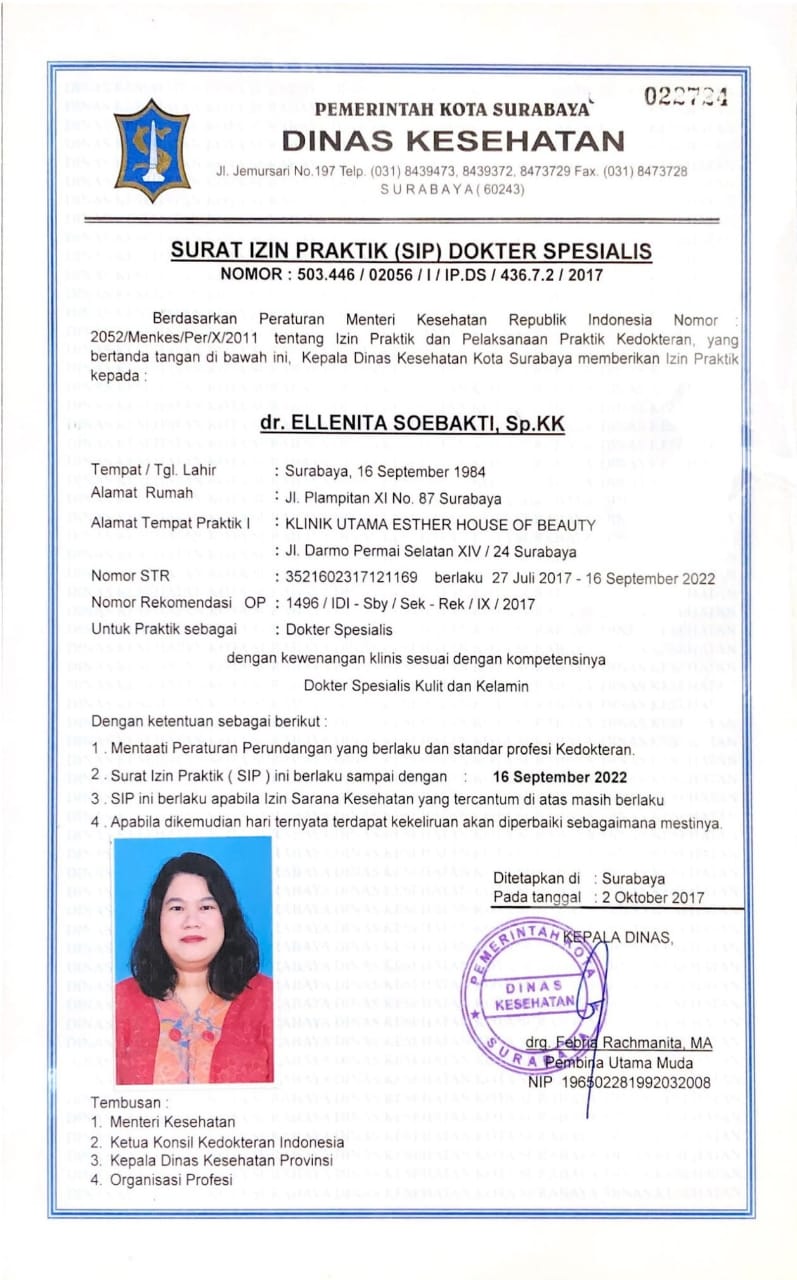 022724
PEMERINTAH KOTA SURABAYA
DINAS KESEHATAN
Jl. Jemursari No.197 Telp. (031) 8439473, 8439372, 8473729 Fax. (031) 8473728
SURABAYA (60243)
SURAT IZIN PRAKTIK (SIP) DOKTER SPESIALIS
NOMOR : 503.446 / 02056 / I / IP.DS / 436.7.2 / 2017
Berdasarkan Peraturan Menteri Kesehatan Republik Indonesia Nomor :
2052/Menkes/Per/X/2011 tentang Izin Praktik dan Pelaksanaan Praktik Kedokteran, yang
bertanda tangan di bawah ini, Kepala Dinas Kesehatan Kota Surabaya memberikan Izin Praktik
kepada :
dr. ELLENITA SOEBAKTI, Sp.KK
Tempat / Tgl. Lahir : Surabaya, 16 September 1984
Alamat Rumah : Jl. Plampitan XI No. 87 Surabaya
Alamat Tempat Praktik I : KLINIK UTAMA ESTHER HOUSE OF BEAUTY
: Jl. Darmo Permai Selatan XIV / 24 Surabaya
Nomor STR : 3521602317121169 berlaku 27 Juli 2017 - 16 September 2022
Nomor Rekomendasi OP : 1496 / IDI - Sby / Sek - Rek / IX / 2017
Untuk Praktik sebagai : Dokter Spesialis
dengan kewenangan klinis sesuai dengan kompetensinya
Dokter Spesialis Kulit dan Kelamin
Dengan ketentuan sebagai berikut :
1 . Mentaati Peraturan Perundangan yang berlaku dan standar profesi Kedokteran.
2 . Surat Izin Praktik ( SIP ) ini berlaku sampai dengan : 16 September 2022
3 . SIP ini berlaku apabila Izin Sarana Kesehatan yang tercantum di atas masih berlaku
4 . Apabila dikemudian hari ternyata terdapat kekeliruan akan diperbaiki sebagaimana mestinya.
Ditetapkan di : Surabaya
Pada tanggal : 2 Oktober 2017
KEPALA DINAS,
PEMERINTAH KOTA
DINAS
KESEHATAN
SURABAYA
drg. Febria Rachmanita, MA
Pembina Utama Muda
NIP 196502281992032008
Tembusan :
1. Menteri Kesehatan
2. Ketua Konsil Kedokteran Indonesia
3. Kepala Dinas Kesehatan Provinsi
4. Organisasi Profesi